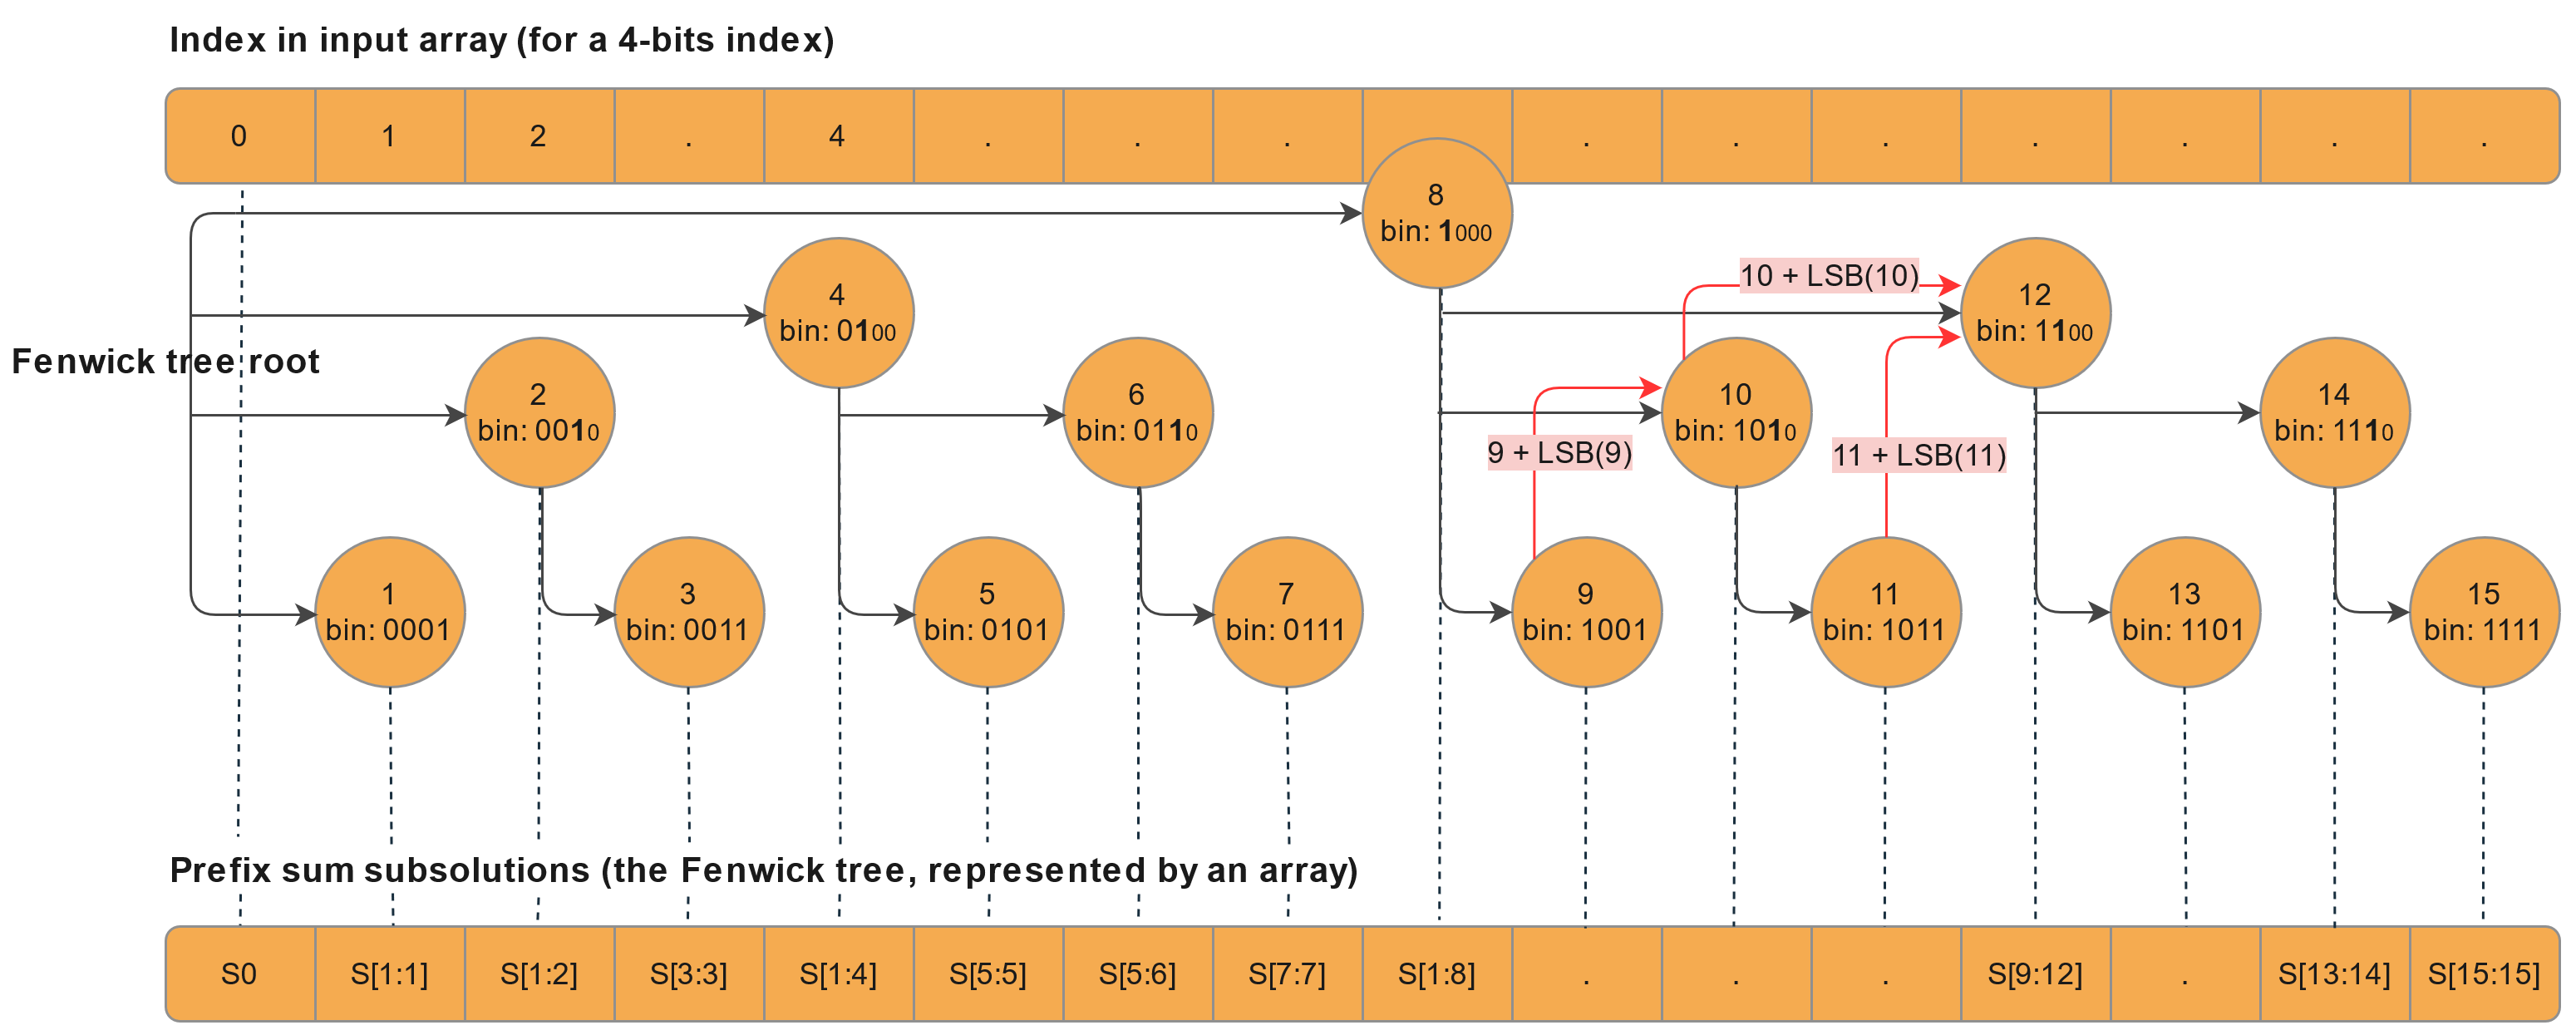 Index in input array (for a 4-bits index)
0 1 2 . 4 . . . . . . . . . .
8
bin: 1000
10 + LSB(10)
4
bin: 0100
12
bin: 1100
Fenwick tree root
2
bin: 0010
6
bin: 0110
10
bin: 1010
14
bin: 1110
9 + LSB(9)
11 + LSB(11)
1
bin: 0001
3
bin: 0011
5
bin: 0101
7
bin: 0111
9
bin: 1001
11
bin: 1011
13
bin: 1101
15
bin: 1111
Prefix sum subsolutions (the Fenwick tree, represented by an array)
S0 S[1:1] S[1:2] S[3:3] S[1:4] S[5:5] S[5:6] S[7:7] S[1:8] . . . S[9:12] . S[13:14] S[15:15]